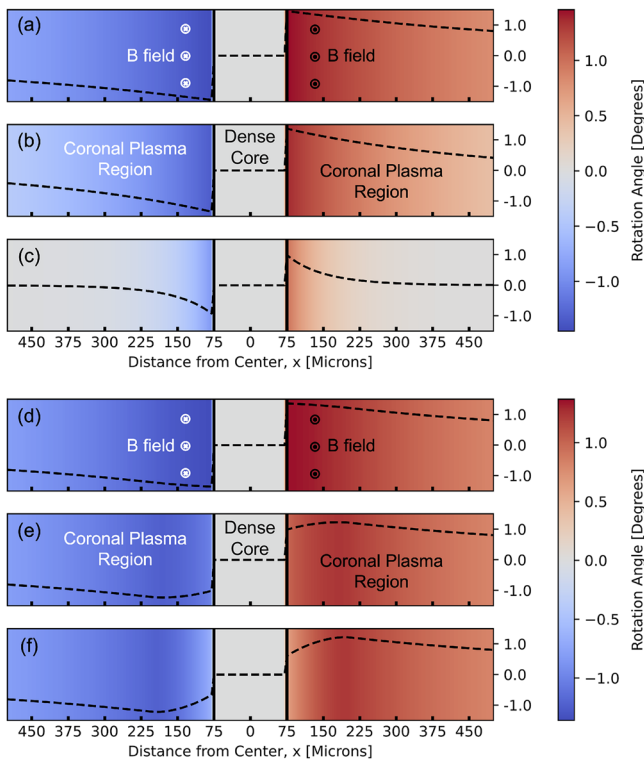 (a)
B field
B field
1.0
0.0
-1.0
(b)
Coronal Plasma
Region
Dense
Core
Coronal Plasma
Region
1.0
0.0
-1.0
(c)
1.0
0.0
-1.0
450 375 300 225 150 75 0 75 150 225 300 375 450
Distance from Center, x [Microns]
1.0
0.5
0.0
−0.5
−1.0
Rotation Angle [Degrees]
(d)
B field
B field
1.0
0.0
-1.0
(e)
Coronal Plasma
Region
Dense
Core
Coronal Plasma
Region
1.0
0.0
-1.0
(f)
1.0
0.0
-1.0
450 375 300 225 150 75 0 75 150 225 300 375 450
Distance from Center, x [Microns]
1.0
0.5
0.0
−0.5
−1.0
Rotation Angle [Degrees]